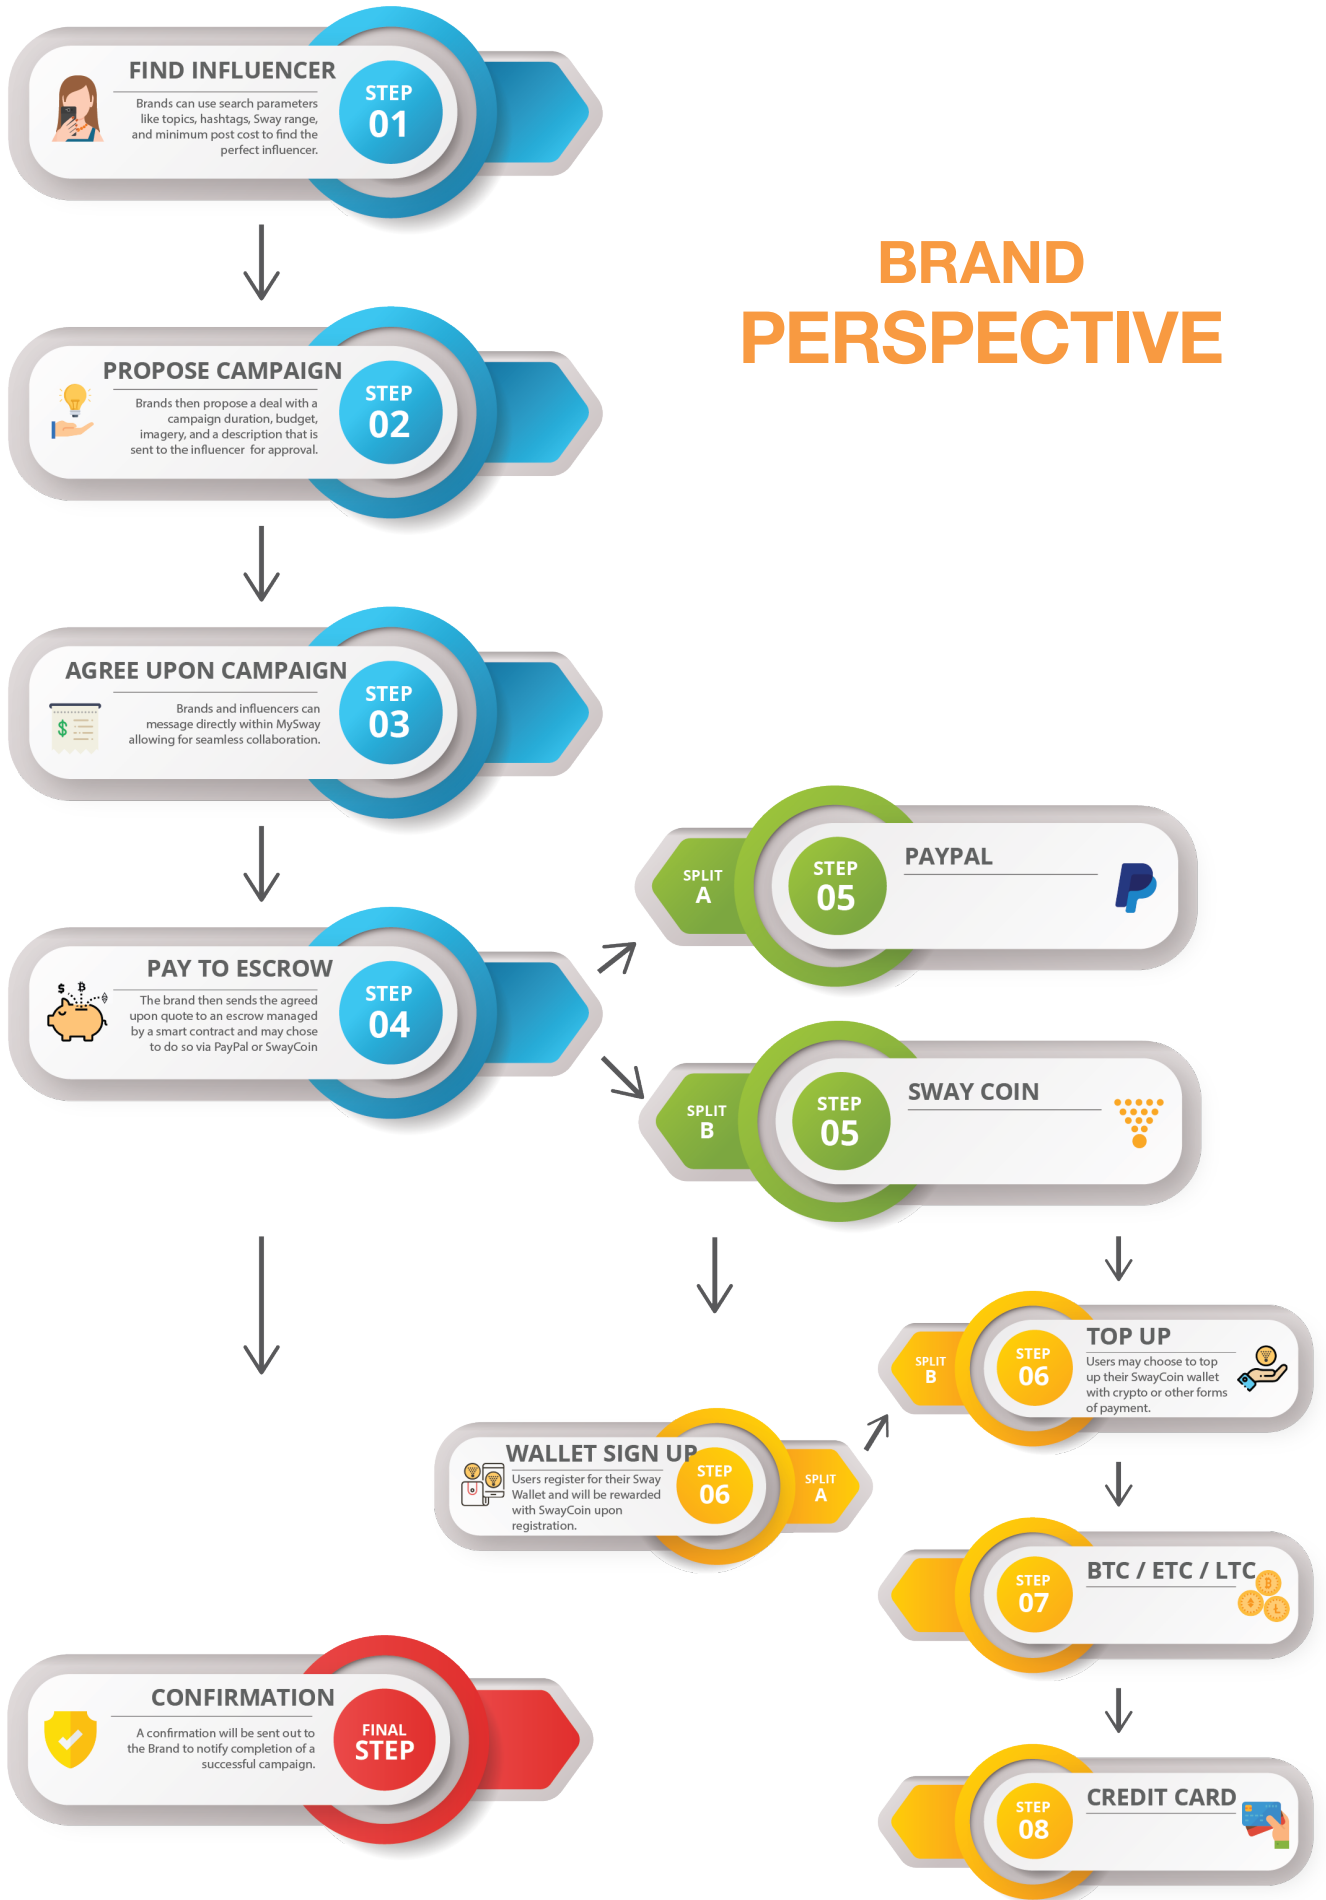 FIND INFLUENCER
Brands can use search parameters
like topics, hashtags, Sway range,
and minimum post cost to find the
perfect influencer.
STEP
01
BRAND
PERSPECTIVE
PROPOSE CAMPAIGN
Brands then propose a deal with a
campaign duration, budget,
imagery, and a description that is
sent to the influencer for approval.
STEP
02
AGREE UPON CAMPAIGN
Brands and influencers can
message directly within MySway
allowing for seamless collaboration.
STEP
03
PAY TO ESCROW
The brand then sends the agreed
upon quote to an escrow managed
by a smart contract and may chose
to do so via PayPal or SwayCoin
STEP
04
SPLIT
A
STEP
05
PAYPAL
SPLIT
B
STEP
05
SWAY COIN
WALLET SIGN UP
Users register for their Sway
Wallet and will be rewarded
with SwayCoin upon
registration.
STEP
06
SPLIT
A
SPLIT
B
STEP
06
TOP UP
Users may choose to top
up their SwayCoin wallet
with crypto or other forms
of payment.
STEP
07
BTC / ETC / LTC
STEP
08
CREDIT CARD
CONFIRMATION
A confirmation will be sent out to
the Brand to notify completion of a
successful campaign.
FINAL
STEP